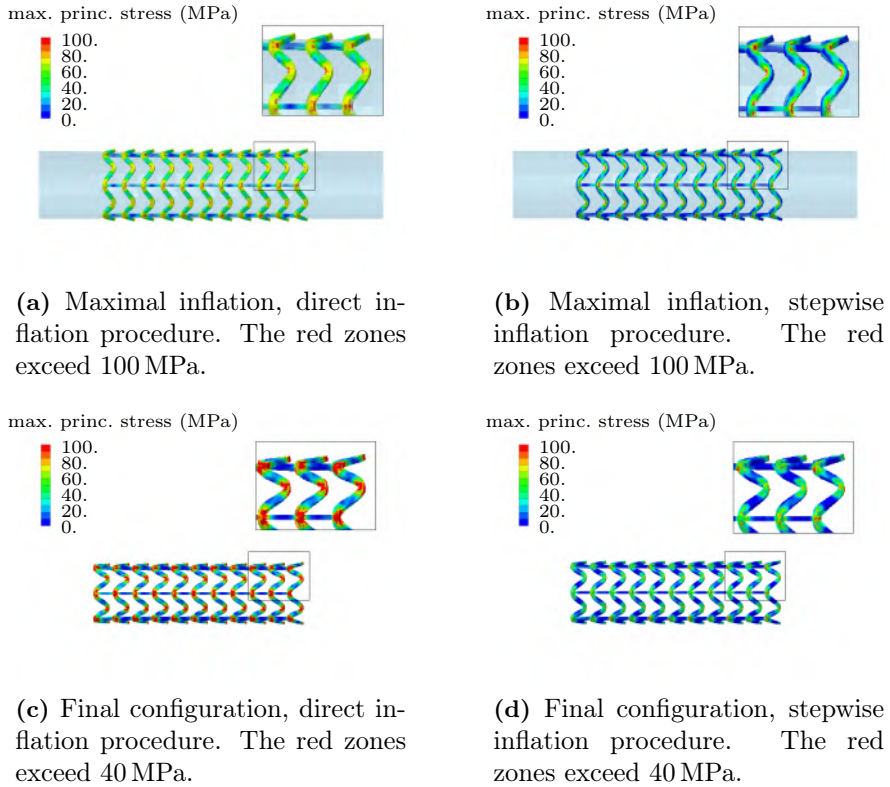 max. princ. stress (MPa)
100.
80.
60.
40.
20.
0.
max. princ. stress (MPa)
100.
80.
60.
40.
20.
0.
(a) Maximal inflation, direct in-
flation procedure. The red zones
exceed 100 MPa.
(b) Maximal inflation, stepwise
inflation procedure. The red
zones exceed 100 MPa.
max. princ. stress (MPa)
100.
80.
60.
40.
20.
0.
max. princ. stress (MPa)
100.
80.
60.
40.
20.
0.
(c) Final configuration, direct in-
flation procedure. The red zones
exceed 40 MPa.
(d) Final configuration, stepwise
inflation procedure. The red
zones exceed 40 MPa.